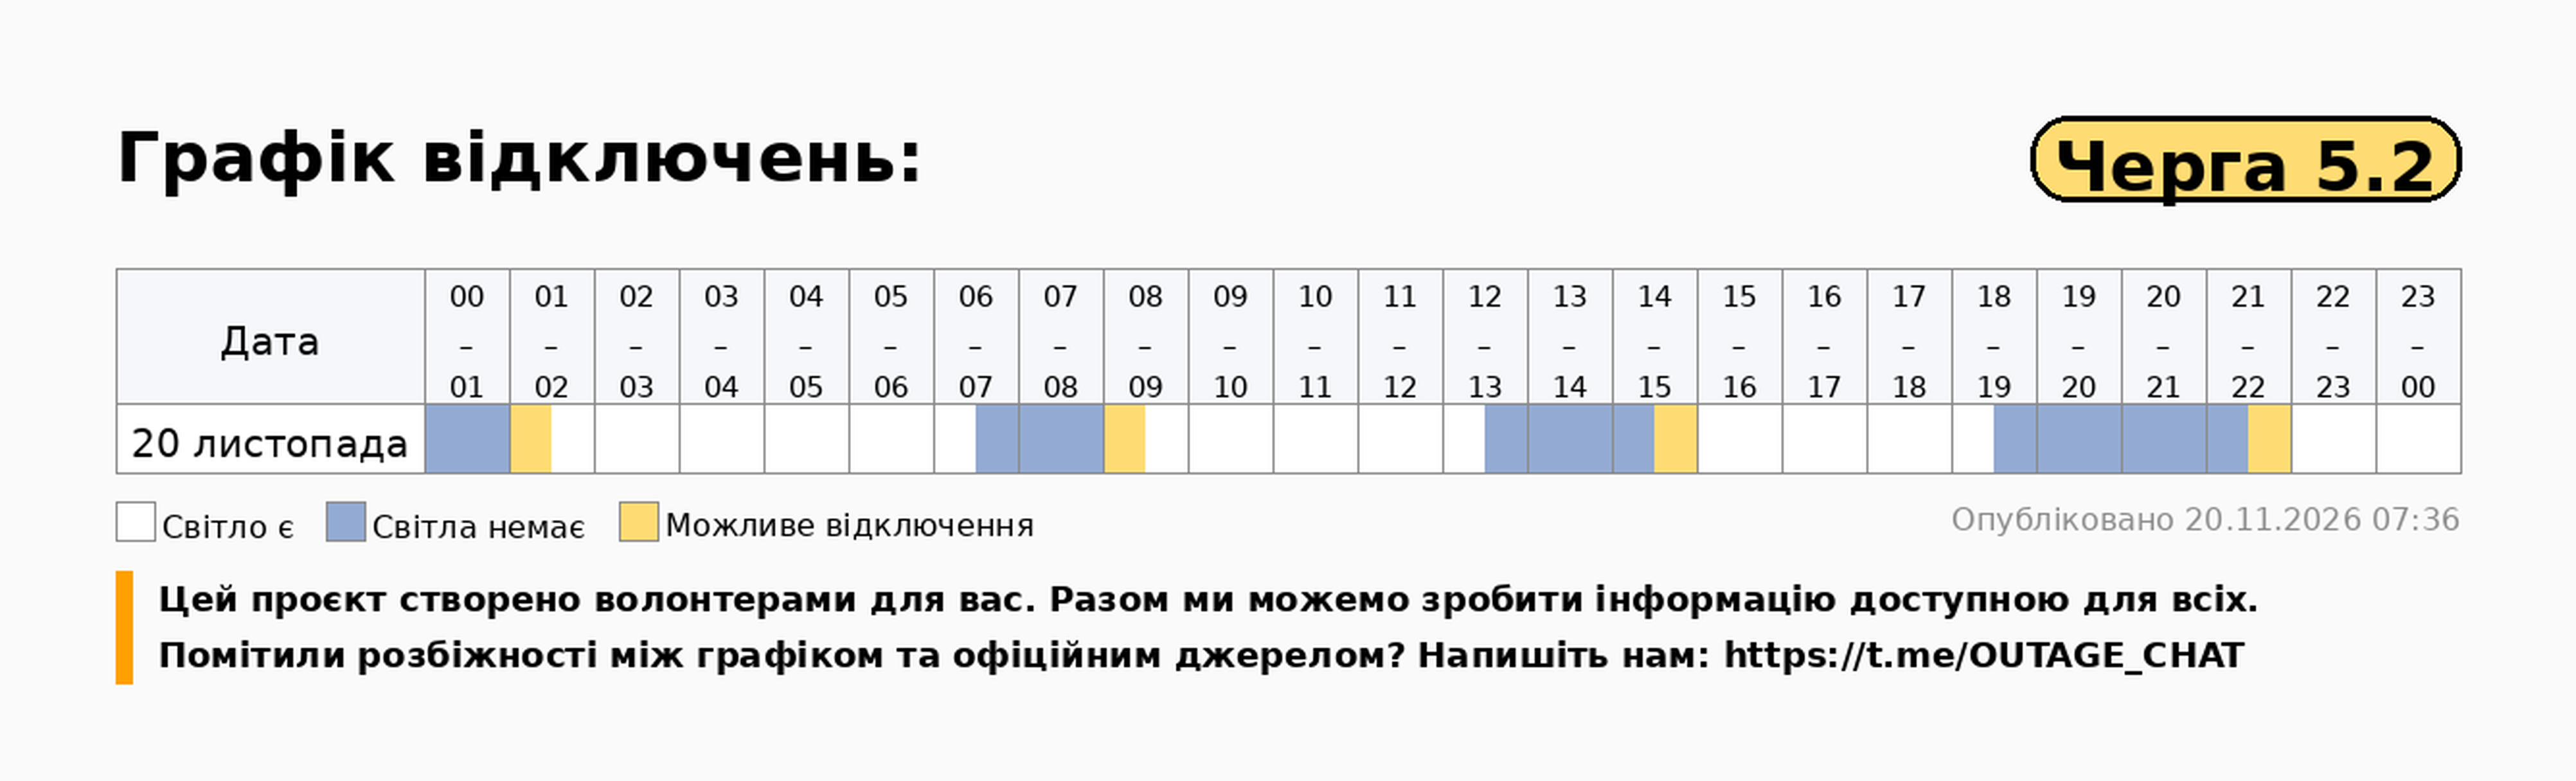 Графік відключень:
Черга 5.2
Дата
00 – 01
01 – 02
02 – 03
03 – 04
04 – 05
05 – 06
06 – 07
07 – 08
08 – 09
09 – 10
10 – 11
11 – 12
12 – 13
13 – 14
14 – 15
15 – 16
16 – 17
17 – 18
18 – 19
19 – 20
20 – 21
21 – 22
22 – 23
23 – 00
20 листопада
Світло є
Світла немає
Можливе відключення
Опубліковано 20.11.2026 07:36
Цей проєкт створено волонтерами для вас. Разом ми можемо зробити інформацію доступною для всіх.
Помітили розбіжності між графіком та офіційним джерелом? Напишіть нам: https://t.me/OUTAGE_CHAT